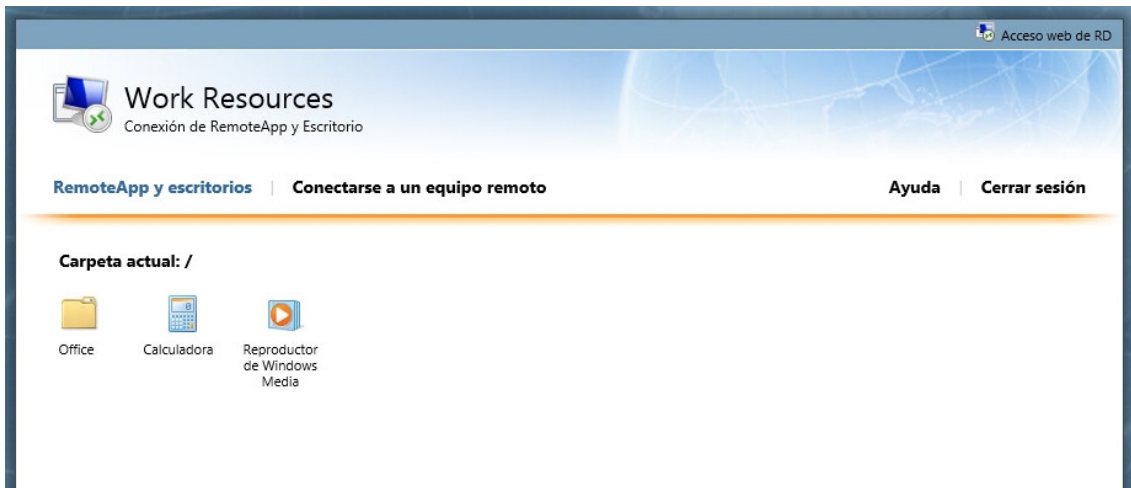 Acceso web de RD
Work Resources
Conexión de RemoteApp y Escritorio
RemoteApp y escritorios | Conectarse a un equipo remoto Ayuda | Cerrar sesión
Carpeta actual: /
Office
Calculadora
Reproductor
de Windows
Media